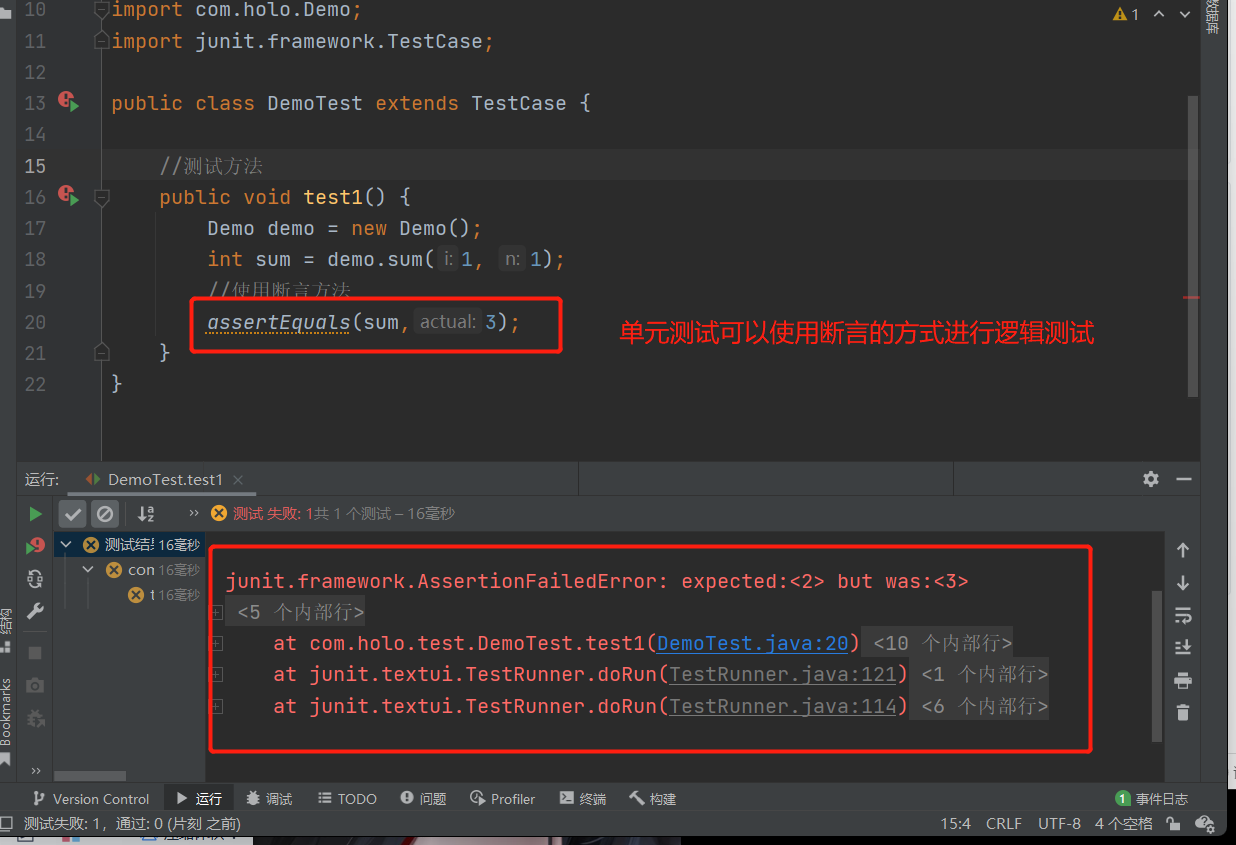 10 import com.holo.Demo;
1
数据库
11 import junit.framework.TestCase;
12
13 public class DemoTest extends TestCase {
14
15 //测试方法
16 public void test1() {
17 Demo demo = new Demo();
18 int sum = demo.sum( i: 1, n: 1);
19 //使用断言方法
20 assertEquals(sum, actual: 3);
单元测试可以使用断言的方式进行逻辑测试
21 }
22 }
运行: DemoTest.test1 ×
» 测试 失败: 1共 1 个测试 – 16毫秒
测试结 16毫秒
con 16毫秒
t 16毫秒
junit.framework.AssertionFailedError: expected:<2> but was:<3>
<5 个内部行>
at com.holo.test.DemoTest.test1(DemoTest.java:20) <10 个内部行>
at junit.textui.TestRunner.doRun(TestRunner.java:121) <1 个内部行>
at junit.textui.TestRunner.doRun(TestRunner.java:114) <6 个内部行>
结构
Bookmarks
»
Version Control 运行 调试 TODO 问题 Profiler 终端 构建 1 事件日志
测试失败: 1，通过: 0 (片刻 之前) 15:4 CRLF UTF-8 4 个空格